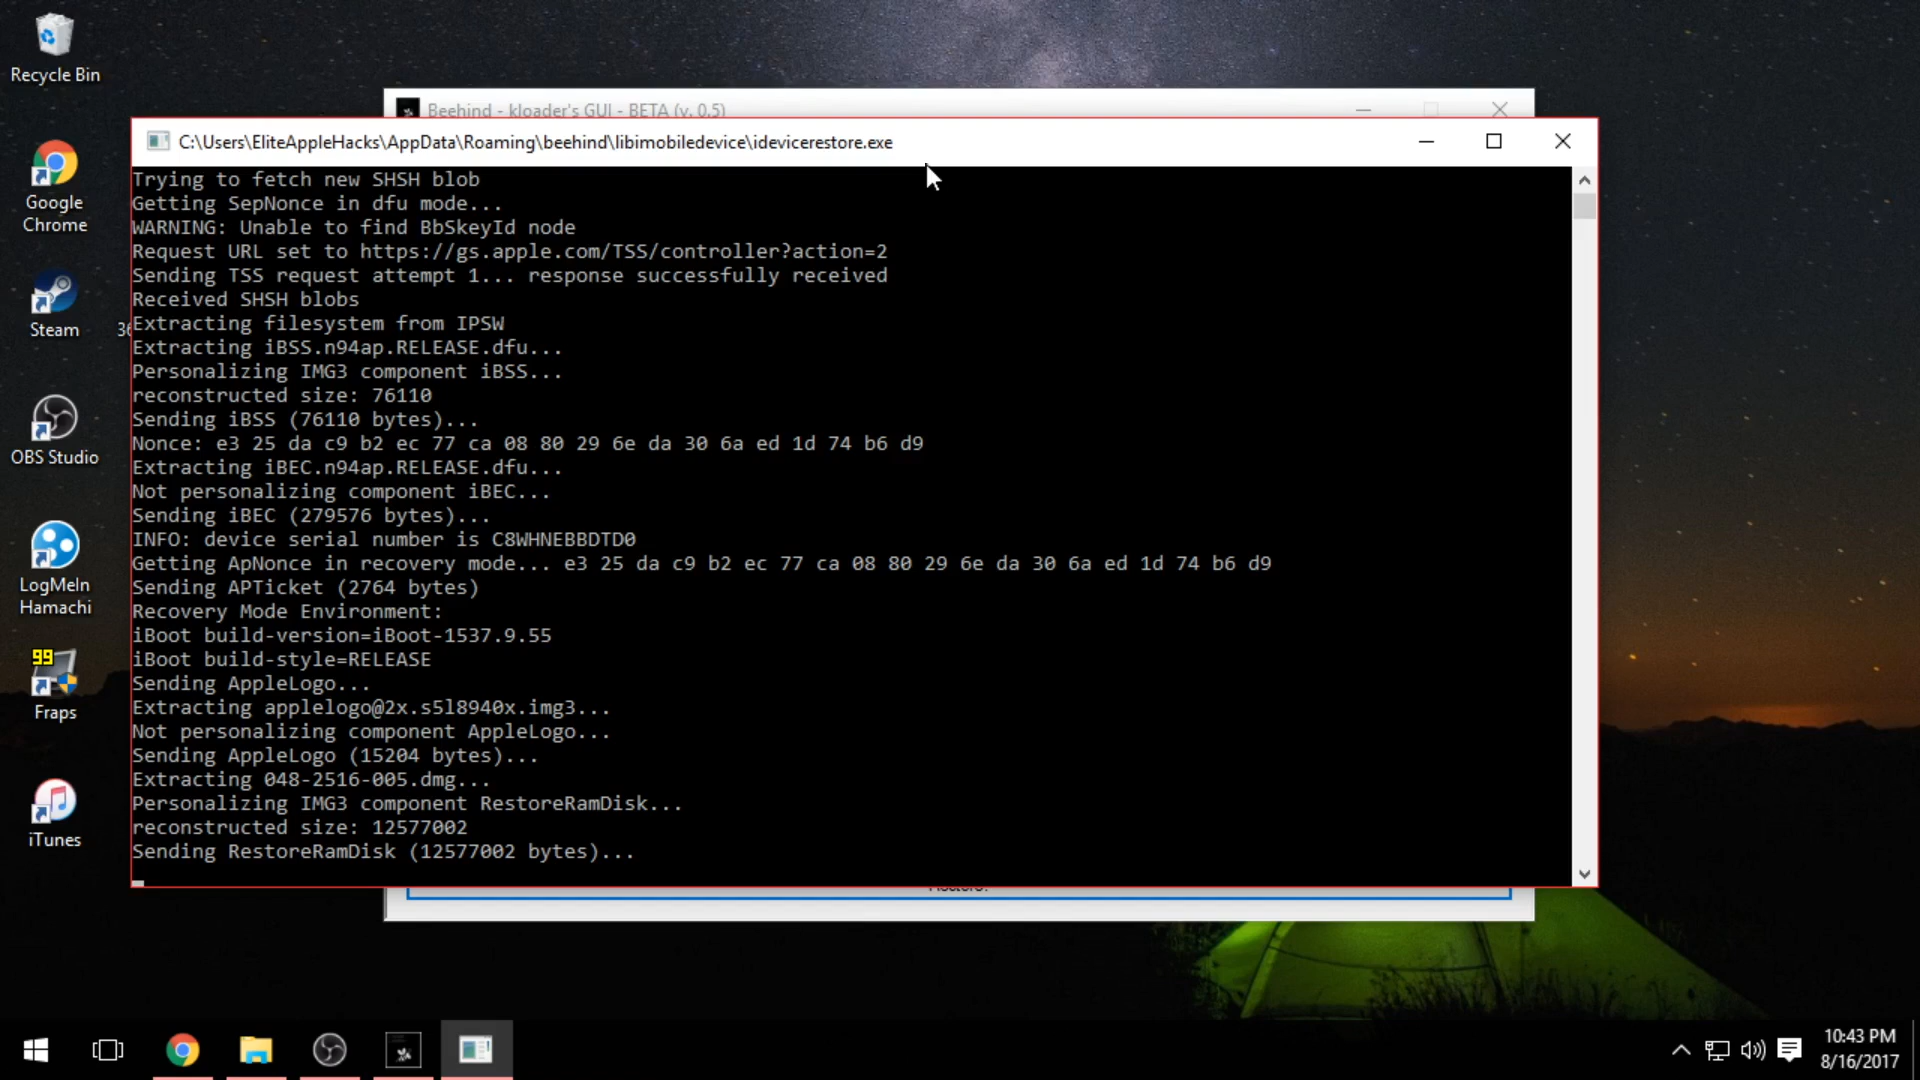 Recycle Bin
Google
Chrome
Steam
36
OBS Studio
LogMeIn
Hamachi
99
Fraps
iTunes
Beehind - kloader's GUI - BETA (v. 0.5)
C:\Users\EliteAppleHacks\AppData\Roaming\beehind\libimobiledevice\idevicerestore.exe
Trying to fetch new SHSH blob
Getting SepNonce in dfu mode...
WARNING: Unable to find BbSkeyId node
Request URL set to https://gs.apple.com/TSS/controller?action=2
Sending TSS request attempt 1... response successfully received
Received SHSH blobs
Extracting filesystem from IPSW
Extracting iBSS.n94ap.RELEASE.dfu...
Personalizing IMG3 component iBSS...
reconstructed size: 76110
Sending iBSS (76110 bytes)...
Nonce: e3 25 da c9 b2 ec 77 ca 08 80 29 6e da 30 6a ed 1d 74 b6 d9
Extracting iBEC.n94ap.RELEASE.dfu...
Not personalizing component iBEC...
Sending iBEC (279576 bytes)...
INFO: device serial number is C8WHNEBBDTD0
Getting ApNonce in recovery mode... e3 25 da c9 b2 ec 77 ca 08 80 29 6e da 30 6a ed 1d 74 b6 d9
Sending APTicket (2764 bytes)
Recovery Mode Environment:
iBoot build-version=iBoot-1537.9.55
iBoot build-style=RELEASE
Sending AppleLogo...
Extracting applelogo@2x.s5l8940x.img3...
Not personalizing component AppleLogo...
Sending AppleLogo (15204 bytes)...
Extracting 048-2516-005.dmg...
Personalizing IMG3 component RestoreRamDisk...
reconstructed size: 12577002
Sending RestoreRamDisk (12577002 bytes)...
10:43 PM
8/16/2017